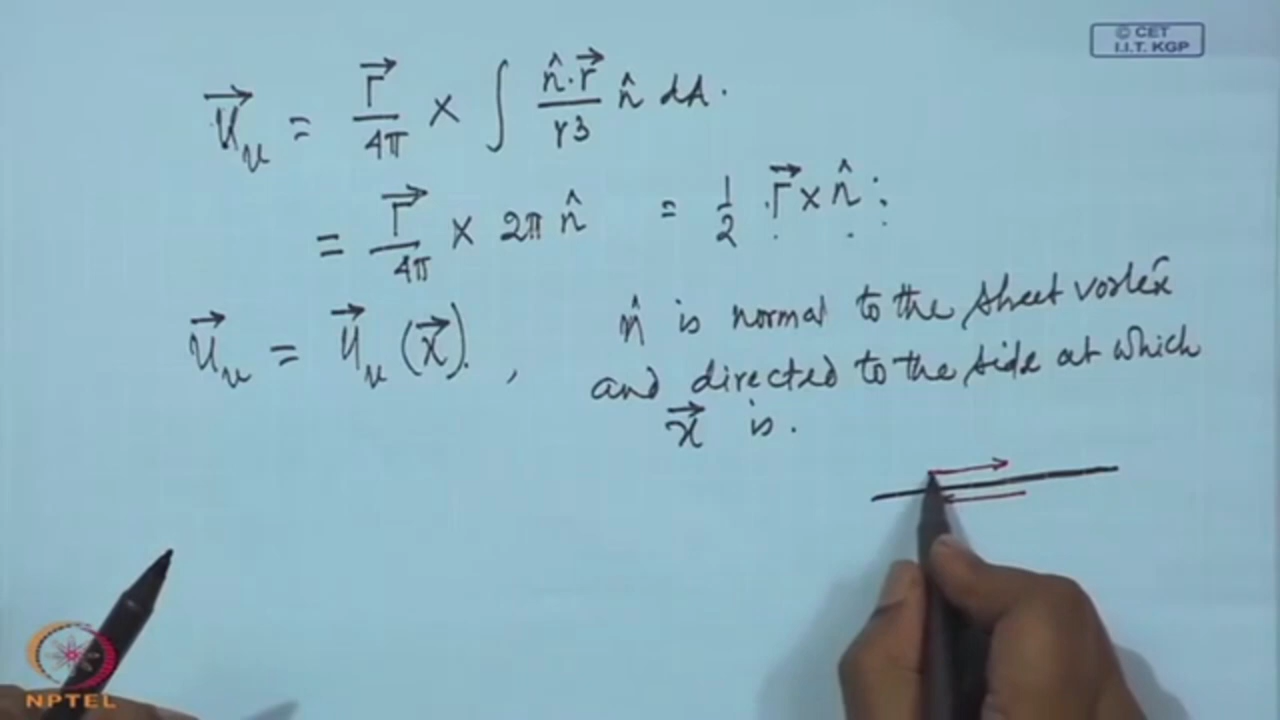 © CET
I.I.T. KGP
u⃗ᵥ = Γ⃗/4π × ∫ n̂·r⃗/r3 n̂ dA.
= Γ⃗/4π × 2π n̂ = 1/2 Γ⃗ × n̂ :
u⃗ᵥ = u⃗ᵥ (x⃗). , n̂ is normal to the sheet vortex
and directed to the side at which
x⃗ is.
NPTEL